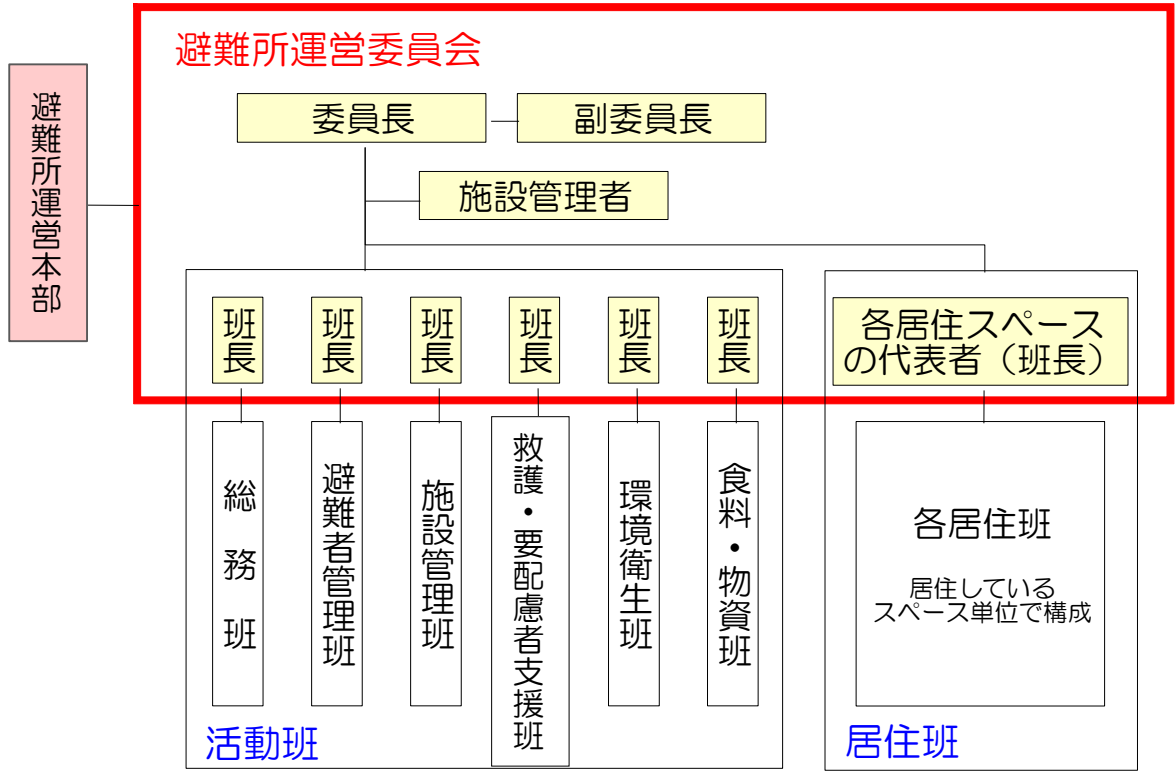 避難所運営委員会
避難所運営本部
委員長
副委員長
施設管理者
班長
班長
班長
班長
班長
班長
各居住スペース
の代表者（班長）
総務班
避難者管理班
施設管理班
救護・要配慮者支援班
環境衛生班
食料・物資班
各居住班
居住している
スペース単位で構成
活動班
居住班